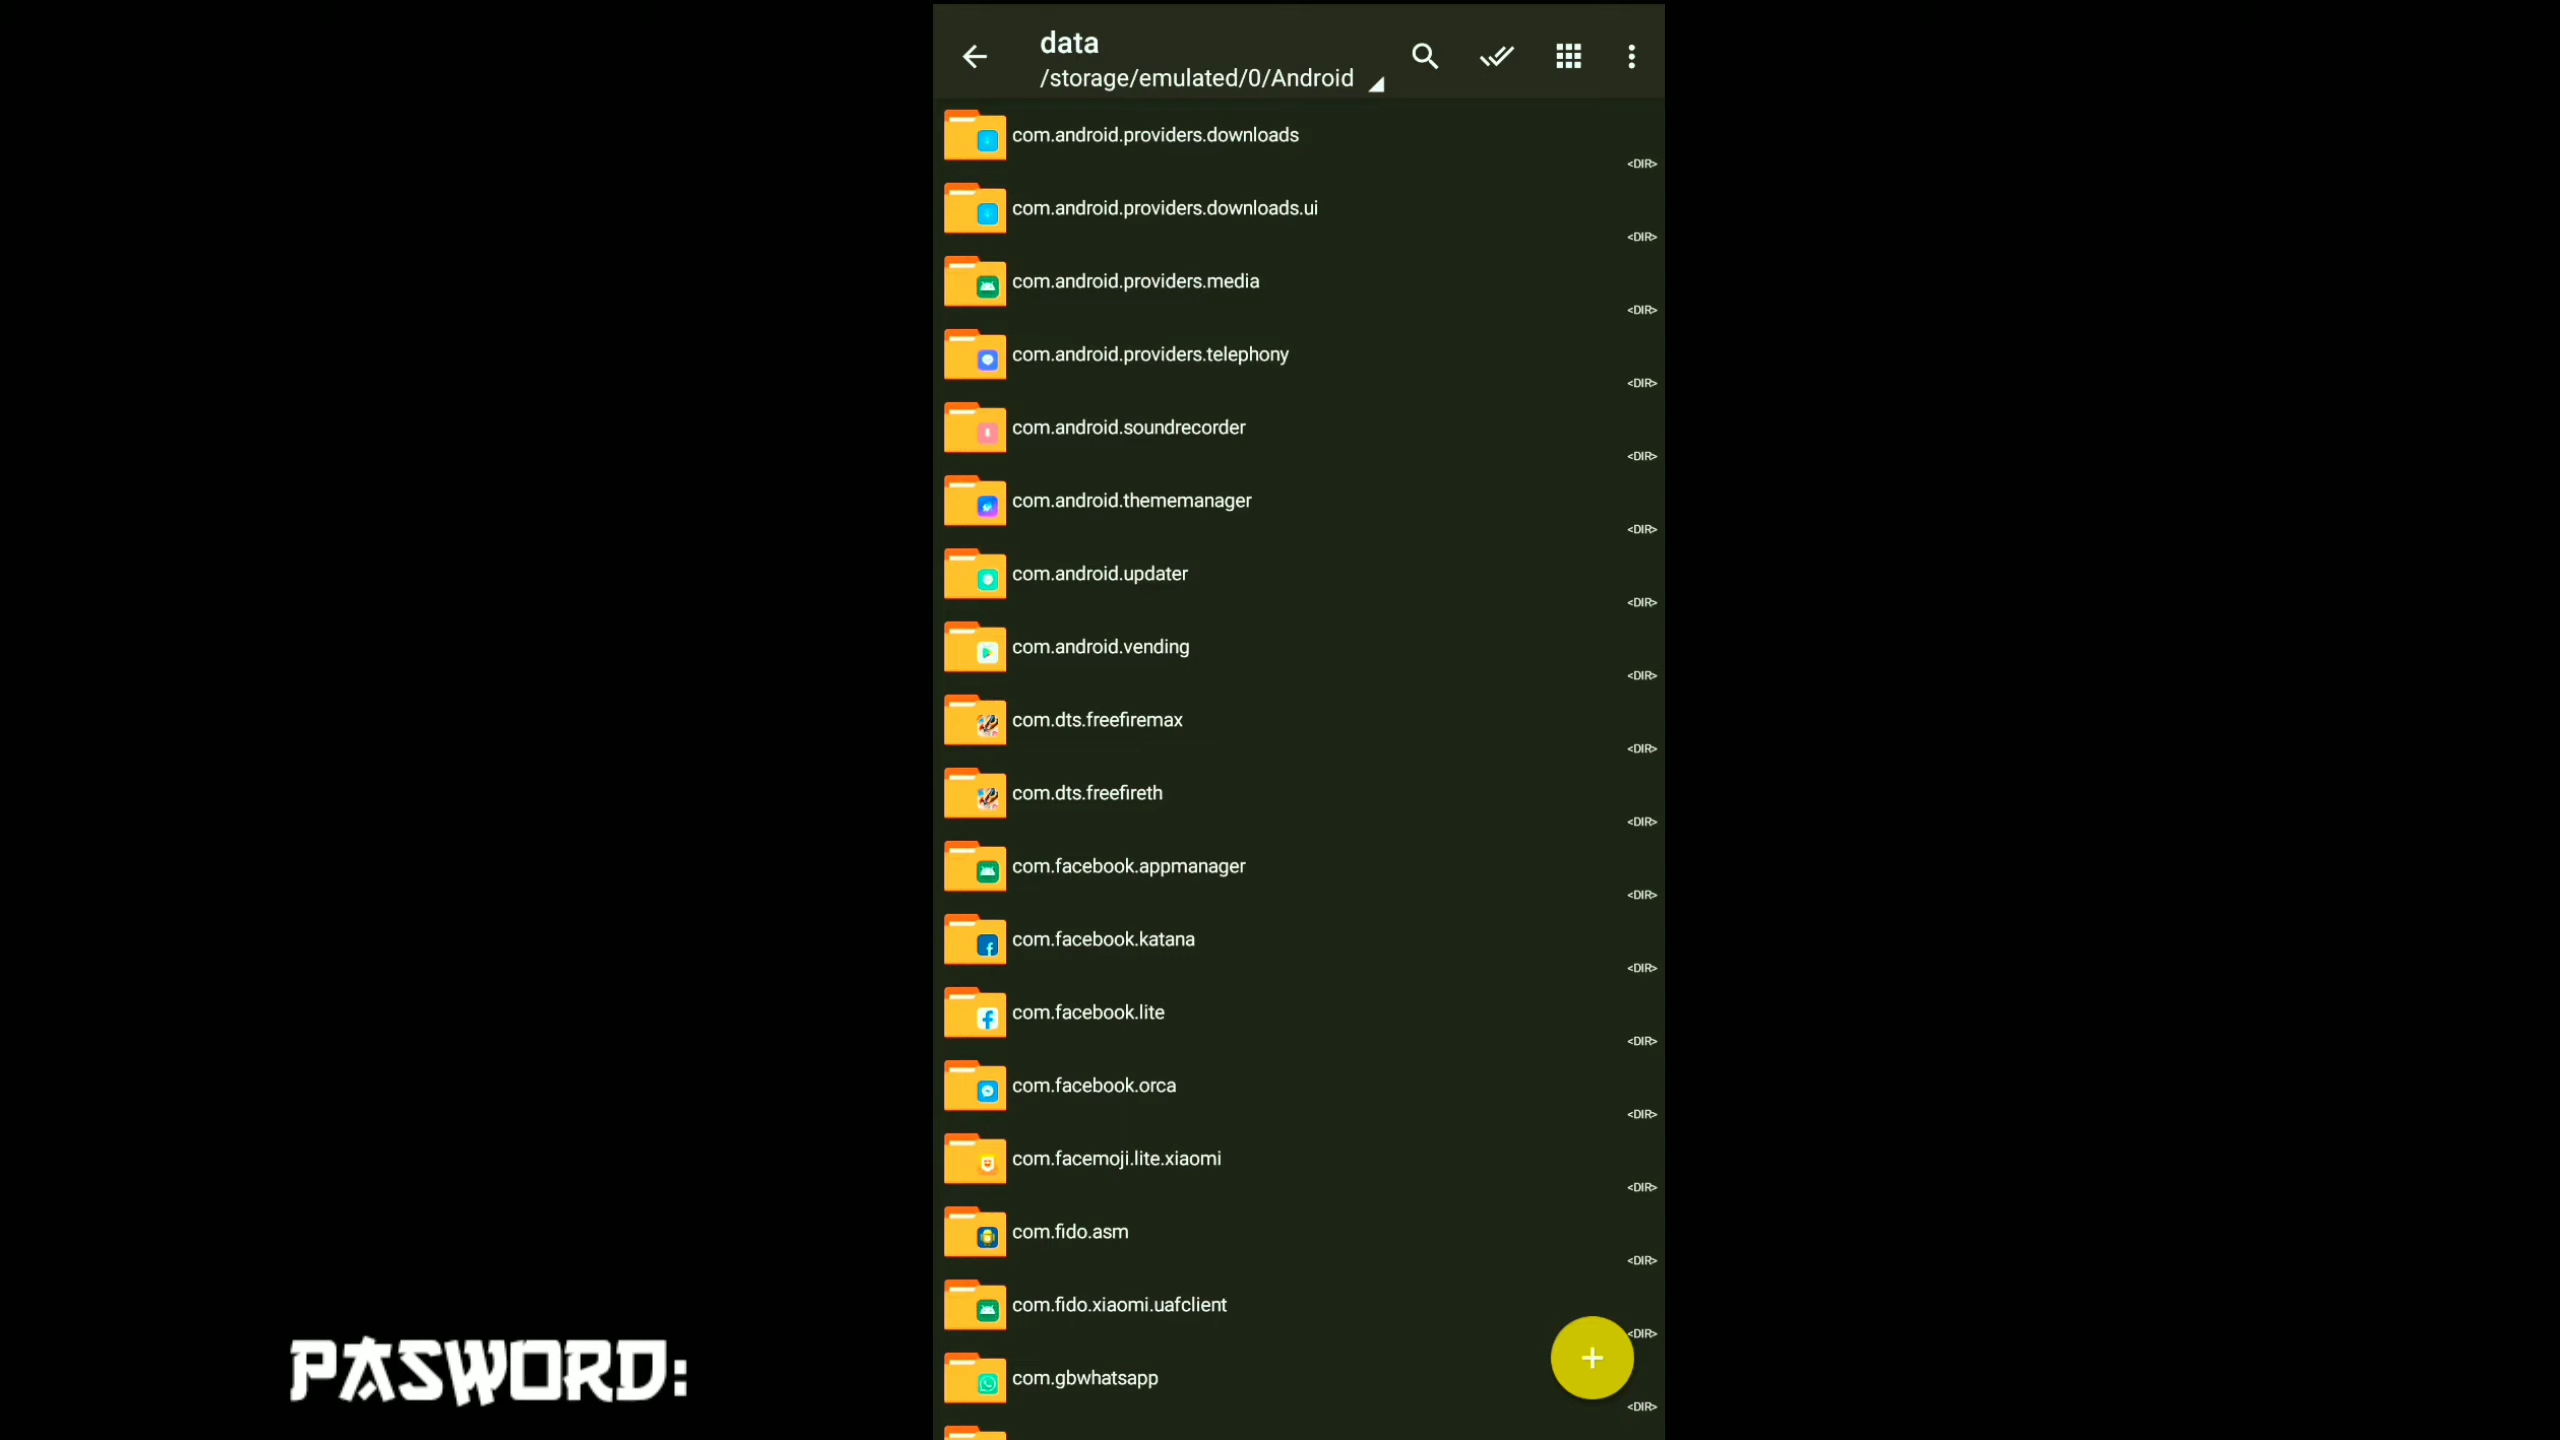 data
/storage/emulated/0/Android
com.android.providers.downloads
<DIR>
com.android.providers.downloads.ui
<DIR>
com.android.providers.media
<DIR>
com.android.providers.telephony
<DIR>
com.android.soundrecorder
<DIR>
com.android.thememanager
<DIR>
com.android.updater
<DIR>
com.android.vending
<DIR>
com.dts.freefiremax
<DIR>
com.dts.freefireth
<DIR>
com.facebook.appmanager
<DIR>
com.facebook.katana
<DIR>
com.facebook.lite
<DIR>
com.facebook.orca
<DIR>
com.facemoji.lite.xiaomi
<DIR>
com.fido.asm
<DIR>
com.fido.xiaomi.uafclient
<DIR>
com.gbwhatsapp
<DIR>
PASWORD: